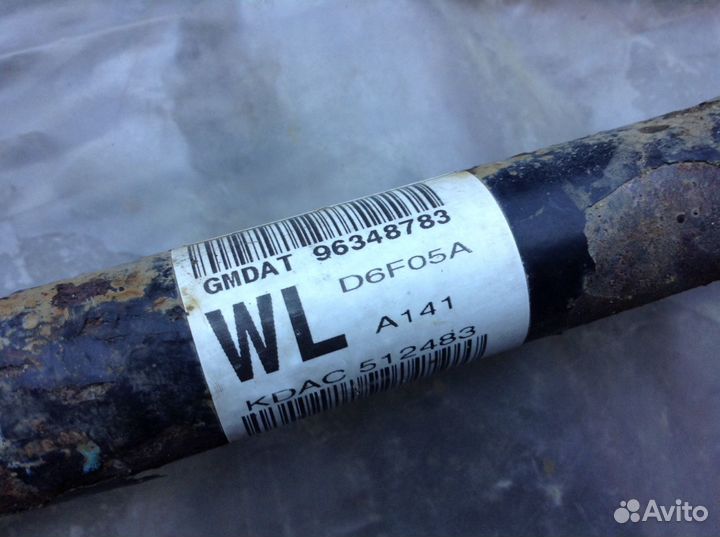 GMDAT 96348783
WL
D6F05A
A141
KDAC 512483
Avito